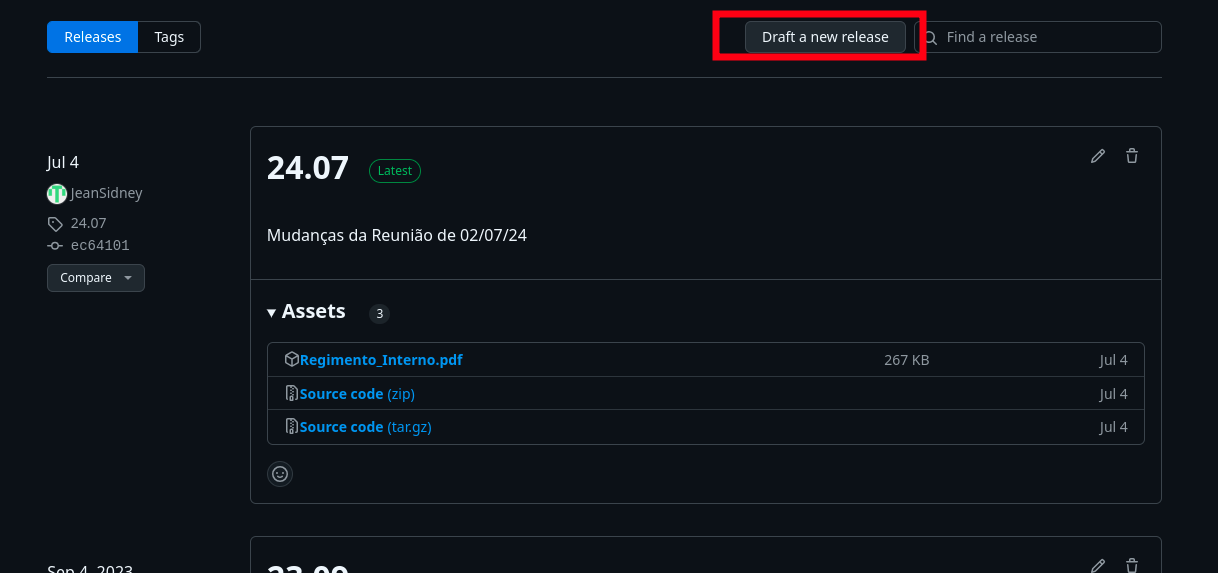 Releases Tags Draft a new release Find a release
Jul 4
JeanSidney
24.07
ec64101
Compare
24.07 Latest
Mudanças da Reunião de 02/07/24
Assets 3
Regimento_Interno.pdf 267 KB Jul 4
Source code (zip) Jul 4
Source code (tar.gz) Jul 4
Sep 4, 2023
23.09